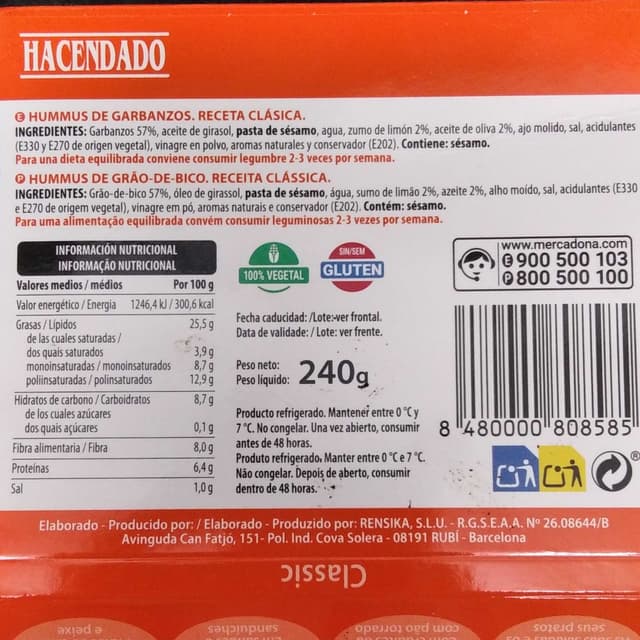 HACENDADO
E HUMMUS DE GARBANZOS. RECETA CLÁSICA.
INGREDIENTES: Garbanzos 57%, aceite de girasol, pasta de sésamo, agua, zumo de limón 2%, aceite de oliva 2%, ajo molido, sal, acidulantes
(E330 y E270 de origen vegetal), vinagre en polvo, aromas naturales y conservador (E202). Contiene: sésamo.
Para una dieta equilibrada conviene consumir legumbre 2-3 veces por semana.
P HUMMUS DE GRÃO-DE-BICO. RECEITA CLÁSSICA.
INGREDIENTES: Grão-de-bico 57%, óleo de girassol, pasta de sésamo, água, sumo de limão 2%, azeite 2%, alho moído, sal, acidulantes (E330
e E270 de origem vegetal), vinagre em pó, aromas naturais e conservador (E202). Contém: sésamo.
Para uma alimentação equilibrada convém consumir leguminosas 2-3 vezes por semana.
INFORMACIÓN NUTRICIONAL
INFORMAÇÃO NUTRICIONAL
Valores medios / médios Por 100 g
Valor energético / Energia 1246,4 kJ / 300,6 kcal
Grasas / Lípidos 25,5 g
de las cuales saturadas /
dos quais saturados 3,9 g
monoinsaturadas / monoinsaturados 8,7 g
poliinsaturadas / polinsaturados 12,9 g
Hidratos de carbono / Carboidratos 8,7 g
de los cuales azúcares
dos quais açúcares 0,1 g
Fibra alimentaria / Fibra 8,0 g
Proteínas 6,4 g
Sal 1,0 g
100% VEGETAL
SIN/SEM
GLUTEN
Fecha caducidad: /Lote:ver frontal.
Data de validade: / Lote: ver frente.
Peso neto:
Peso líquido: 240g
Producto refrigerado. Mantener entre 0 °C y
7 °C. No congelar. Una vez abierto, consumir
antes de 48 horas.
Produto refrigerado. Manter entre 0 °C e 7 °C.
Não congelar. Depois de aberto, consumir
dentro de 48 horas.
www.mercadona.com
E 900 500 103
P 800 500 100
8 480000 808585
®
Elaborado - Producido por: / Elaborado - Produzido por: RENSIKA, S.L.U. - R.G.S.E.A.A. Nº 26.08644/B
Avinguda Can Fatjó, 151- Pol. Ind. Cova Solera - 08191 RUBÍ - Barcelona
Classic
e peixe
sanduíches
com pão torrado
seus pratos